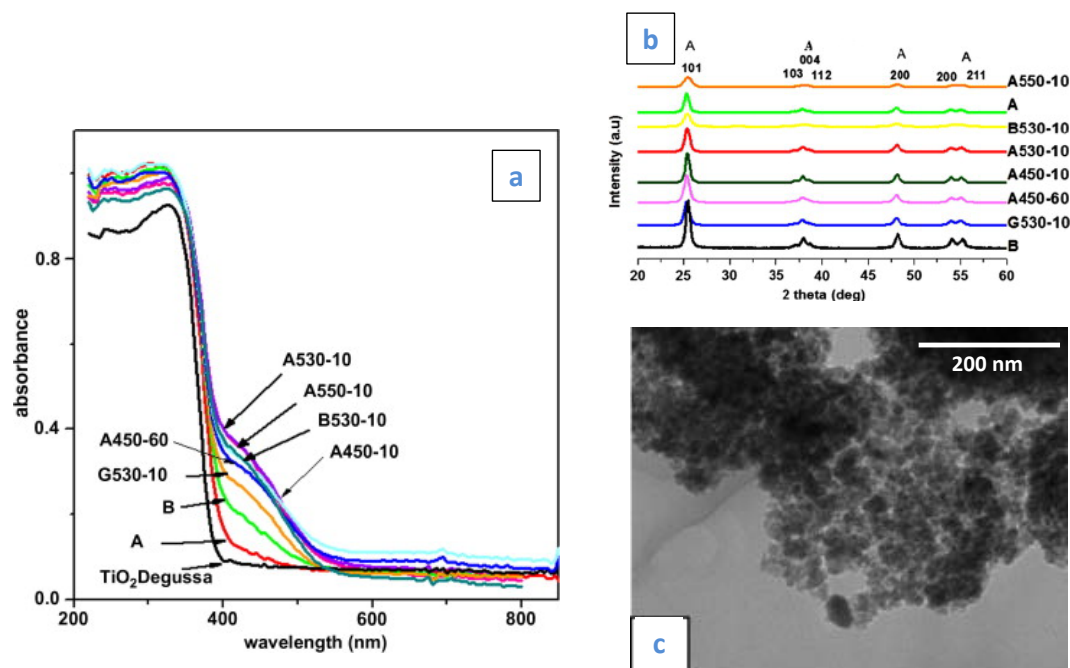 a
0.8
0.4
0.0
absorbance
A530-10
A550-10
B530-10
A450-60
A450-10
G530-10
B
A
TiO2Degussa
200 400 600 800
wavelength (nm)
b
A A A A
004
101 103 112 200 200 211
A550-10
A
B530-10
A530-10
A450-10
A450-60
G530-10
B
Intensity (a.u)
20 25 30 35 40 45 50 55 60
2 theta (deg)
200 nm
c